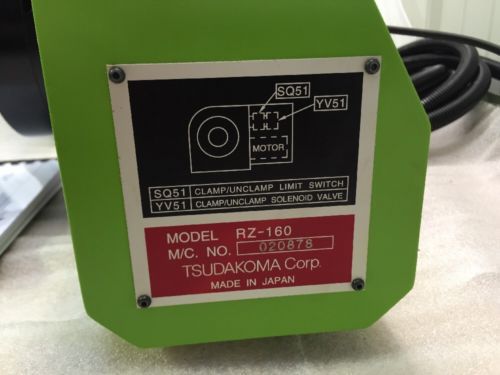 SQ51
YV51
MOTOR
SQ51 CLAMP/UNCLAMP LIMIT SWITCH
YV51 CLAMP/UNCLAMP SOLENOID VALVE
MODEL RZ-160
M/C. NO. 020878
TSUDAKOMA Corp.
MADE IN JAPAN